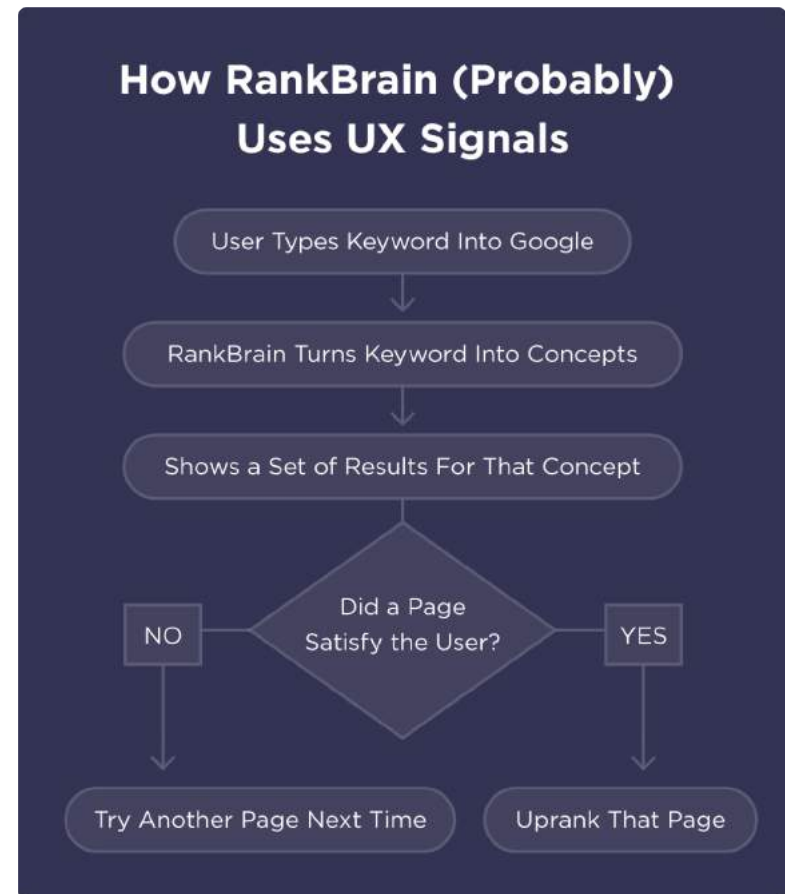 How RankBrain (Probably)
Uses UX Signals
User Types Keyword Into Google
RankBrain Turns Keyword Into Concepts
Shows a Set of Results For That Concept
Did a Page
Satisfy the User?
NO
YES
Try Another Page Next Time
Uprank That Page